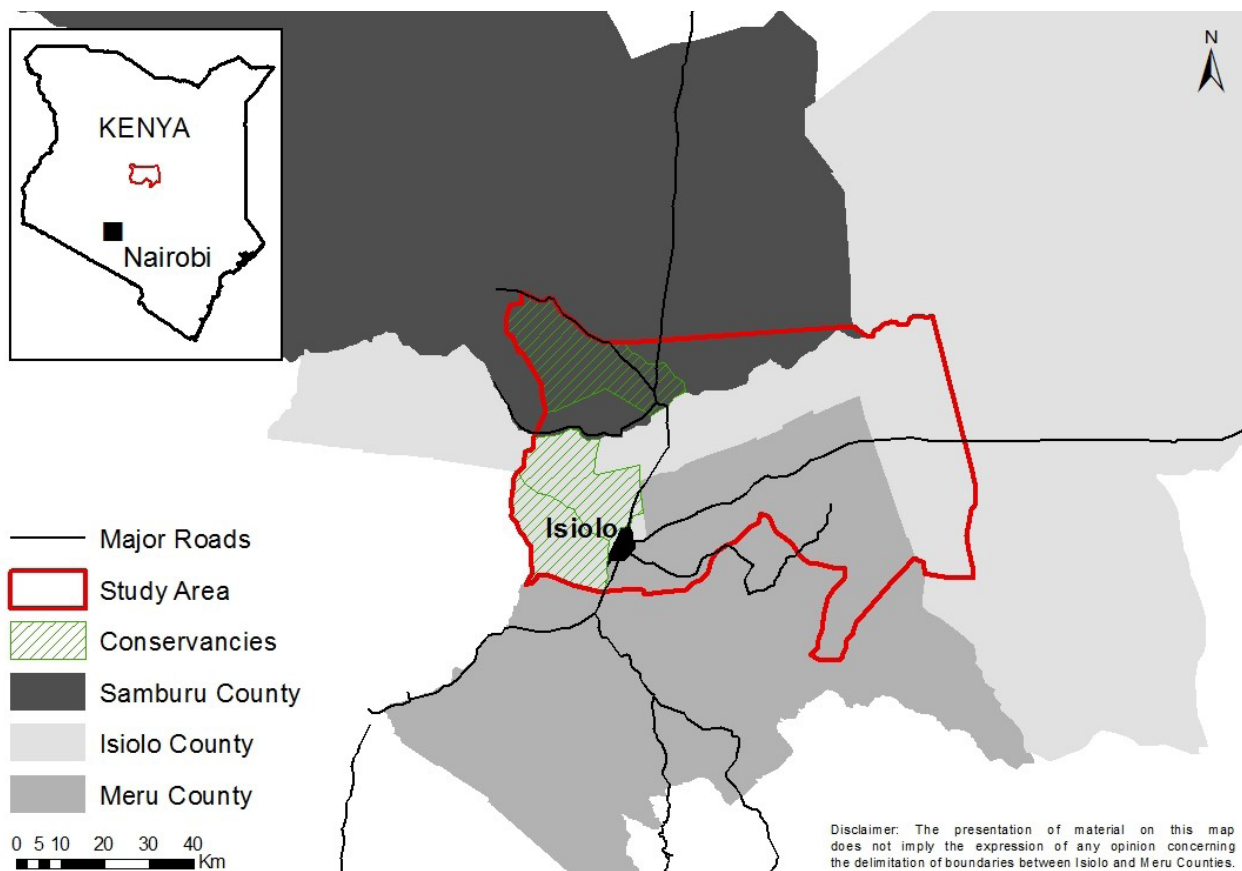 KENYA
Nairobi
N
Isiolo
Major Roads
Study Area
Conservancies
Samburu County
Isiolo County
Meru County
0 5 10 20 30 40
Km
Disclaimer: The presentation of material on this map
does not imply the expression of any opinion concerning
the delimitation of boundaries between Isiolo and Meru Counties.